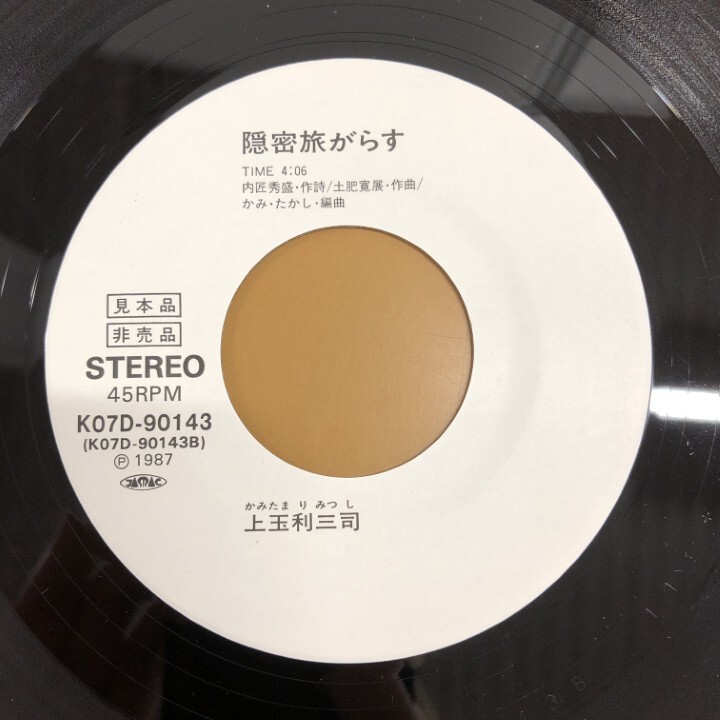 隠密旅がらす
TIME 4:06
内匠秀盛・作詩/土肥寛展・作曲/
かみ・たかし・編曲
見本品
非売品
STEREO
45RPM
K07D-90143
(K07D-90143B)
Ⓟ 1987
JASRAC
かみたま り みつ し
上玉利三司